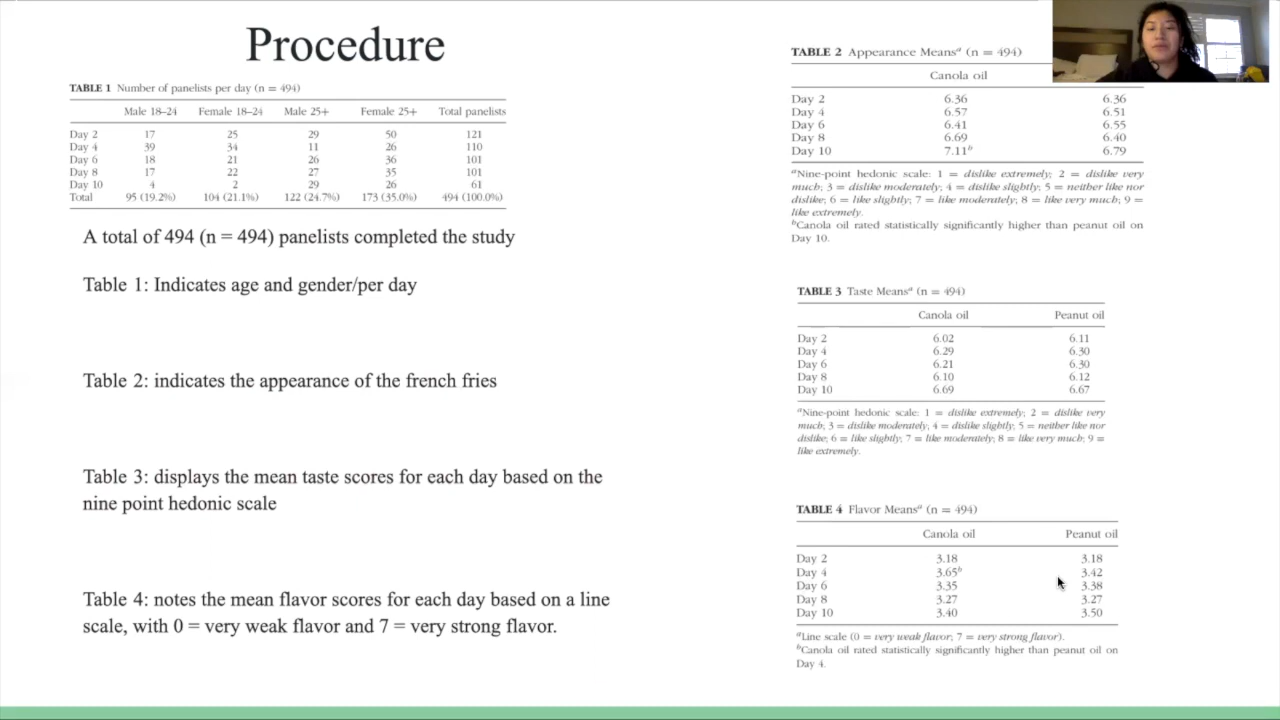 Procedure
TABLE 1 Number of panelists per day (n = 494)
Male 18–24 Female 18–24 Male 25+ Female 25+ Total panelists
Day 2 17 25 29 50 121
Day 4 39 34 11 26 110
Day 6 18 21 26 36 101
Day 8 17 22 27 35 101
Day 10 4 2 29 26 61
Total 95 (19.2%) 104 (21.1%) 122 (24.7%) 173 (35.0%) 494 (100.0%)
A total of 494 (n = 494) panelists completed the study
Table 1: Indicates age and gender/per day
Table 2: indicates the appearance of the french fries
Table 3: displays the mean taste scores for each day based on the
nine point hedonic scale
Table 4: notes the mean flavor scores for each day based on a line
scale, with 0 = very weak flavor and 7 = very strong flavor.
TABLE 2 Appearance Meansᵃ (n = 494)
Canola oil
Day 2 6.36 6.36
Day 4 6.57 6.51
Day 6 6.41 6.55
Day 8 6.69 6.40
Day 10 7.11ᵇ 6.79
ᵃNine-point hedonic scale: 1 = dislike extremely; 2 = dislike very
much; 3 = dislike moderately; 4 = dislike slightly; 5 = neither like nor
dislike; 6 = like slightly; 7 = like moderately; 8 = like very much; 9 =
like extremely.
ᵇCanola oil rated statistically significantly higher than peanut oil on
Day 10.
TABLE 3 Taste Meansᵃ (n = 494)
Canola oil Peanut oil
Day 2 6.02 6.11
Day 4 6.29 6.30
Day 6 6.21 6.30
Day 8 6.10 6.12
Day 10 6.69 6.67
ᵃNine-point hedonic scale: 1 = dislike extremely; 2 = dislike very
much; 3 = dislike moderately; 4 = dislike slightly; 5 = neither like nor
dislike; 6 = like slightly; 7 = like moderately; 8 = like very much; 9 =
like extremely.
TABLE 4 Flavor Meansᵃ (n = 494)
Canola oil Peanut oil
Day 2 3.18 3.18
Day 4 3.65ᵇ 3.42
Day 6 3.35 3.38
Day 8 3.27 3.27
Day 10 3.40 3.50
ᵃLine scale (0 = very weak flavor; 7 = very strong flavor).
ᵇCanola oil rated statistically significantly higher than peanut oil on
Day 4.